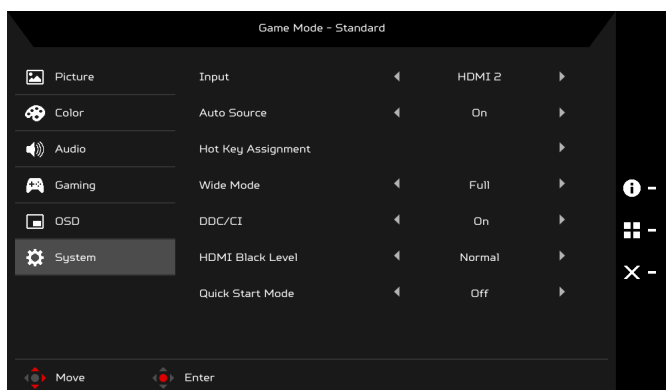 Game Mode - Standard
Picture
Input HDMI 2
Color
Auto Source On
Audio
Hot Key Assignment
Gaming
Wide Mode Full
OSD
DDC/CI On
System
HDMI Black Level Normal
Quick Start Mode Off
Move Enter